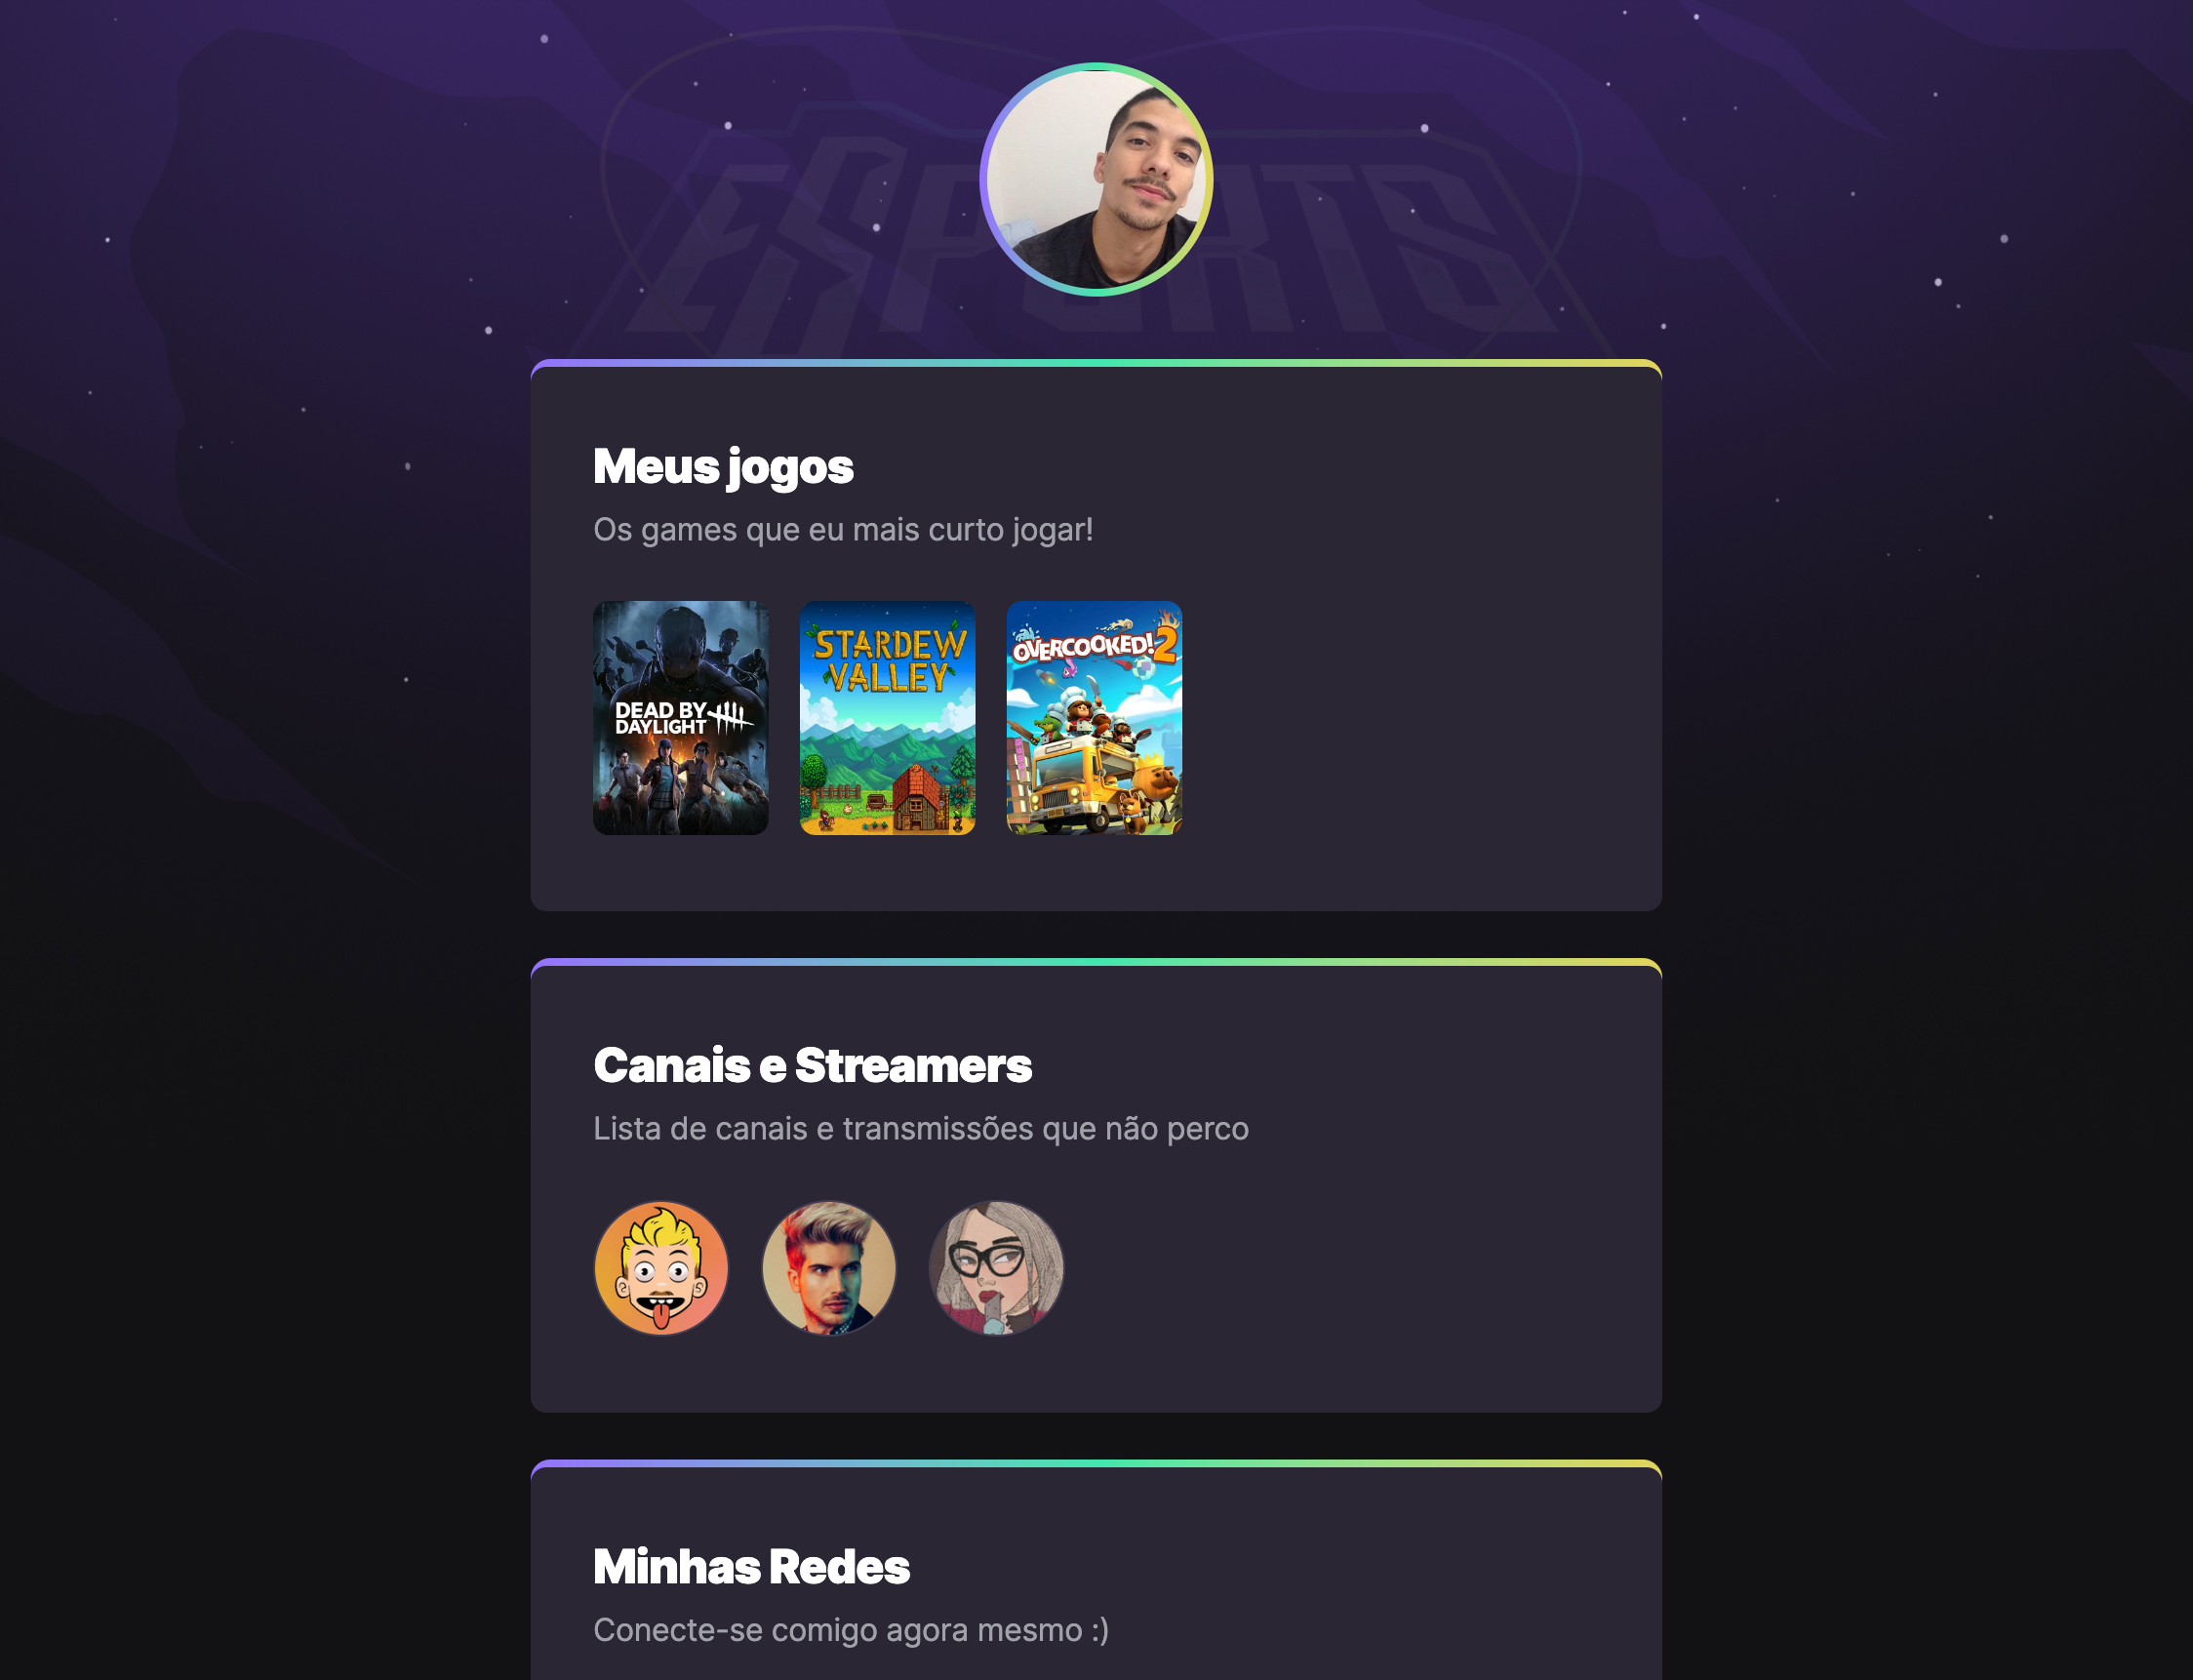 ESPORTS
Meus jogos
Os games que eu mais curto jogar!
DEAD BY
DAYLIGHT
STARDEW
VALLEY
OVERCOOKED! 2
Canais e Streamers
Lista de canais e transmissões que não perco
Minhas Redes
Conecte-se comigo agora mesmo :)